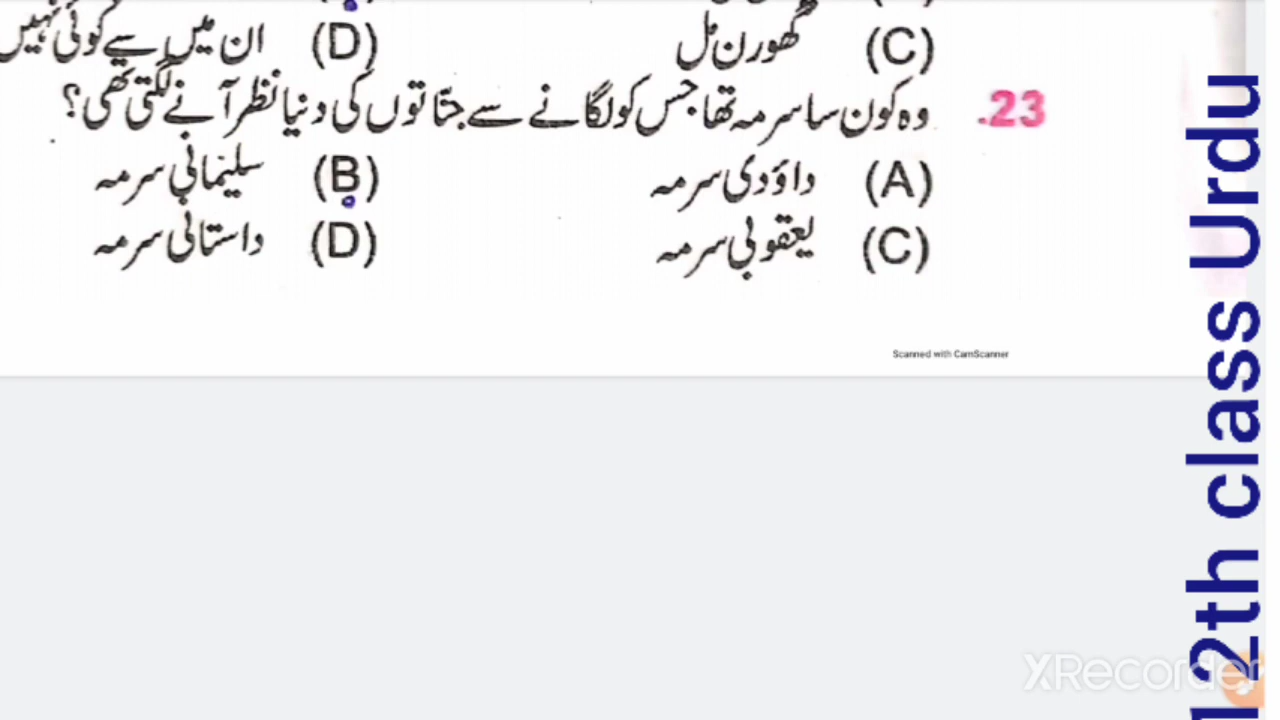 (C) گھورن مل (D) ان میں سے کوئی نہیں
23. وہ کون سا سرمہ تھا جس کو لگانے سے جناتوں کی دنیا نظر آنے لگتی تھی؟
(A) داؤدی سرمہ (B) سلیمانی سرمہ
(C) یعقوبی سرمہ (D) داستانی سرمہ
Scanned with CamScanner
12th class Urdu
XRecorder